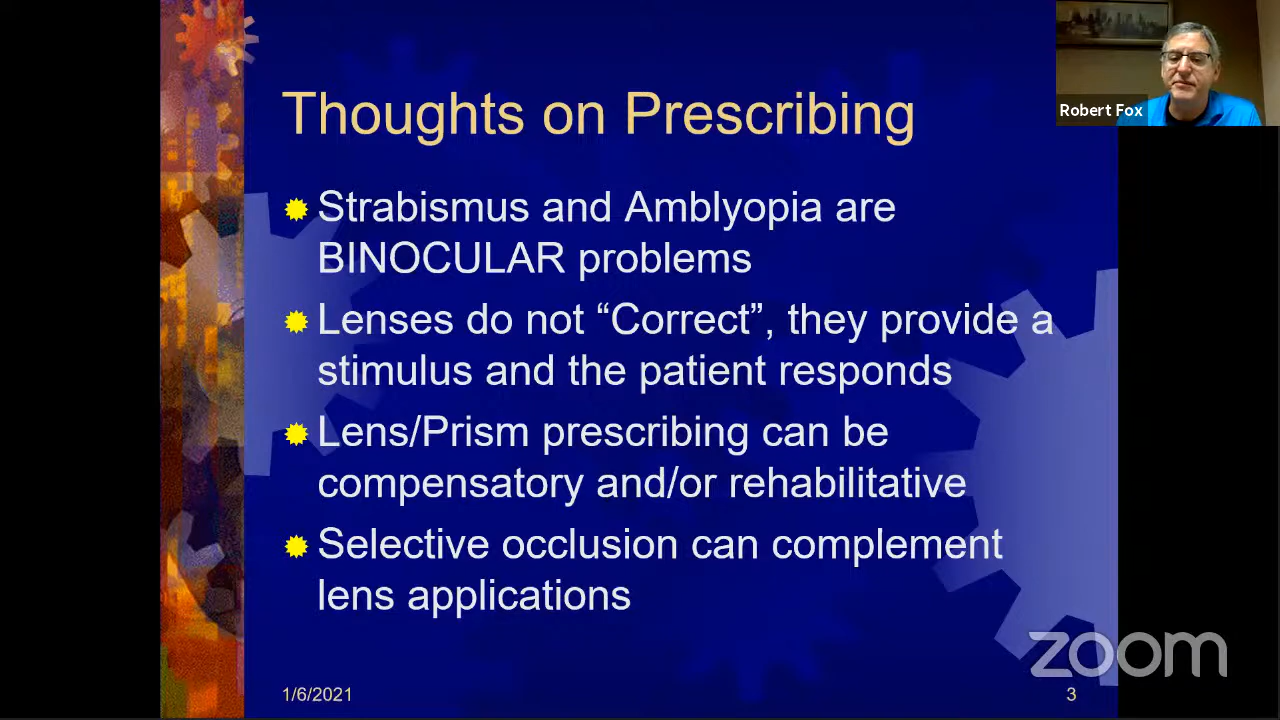 Thoughts on Prescribing
Robert Fox
Strabismus and Amblyopia are
BINOCULAR problems
Lenses do not “Correct”, they provide a
stimulus and the patient responds
Lens/Prism prescribing can be
compensatory and/or rehabilitative
Selective occlusion can complement
lens applications
zoom
1/6/2021
3